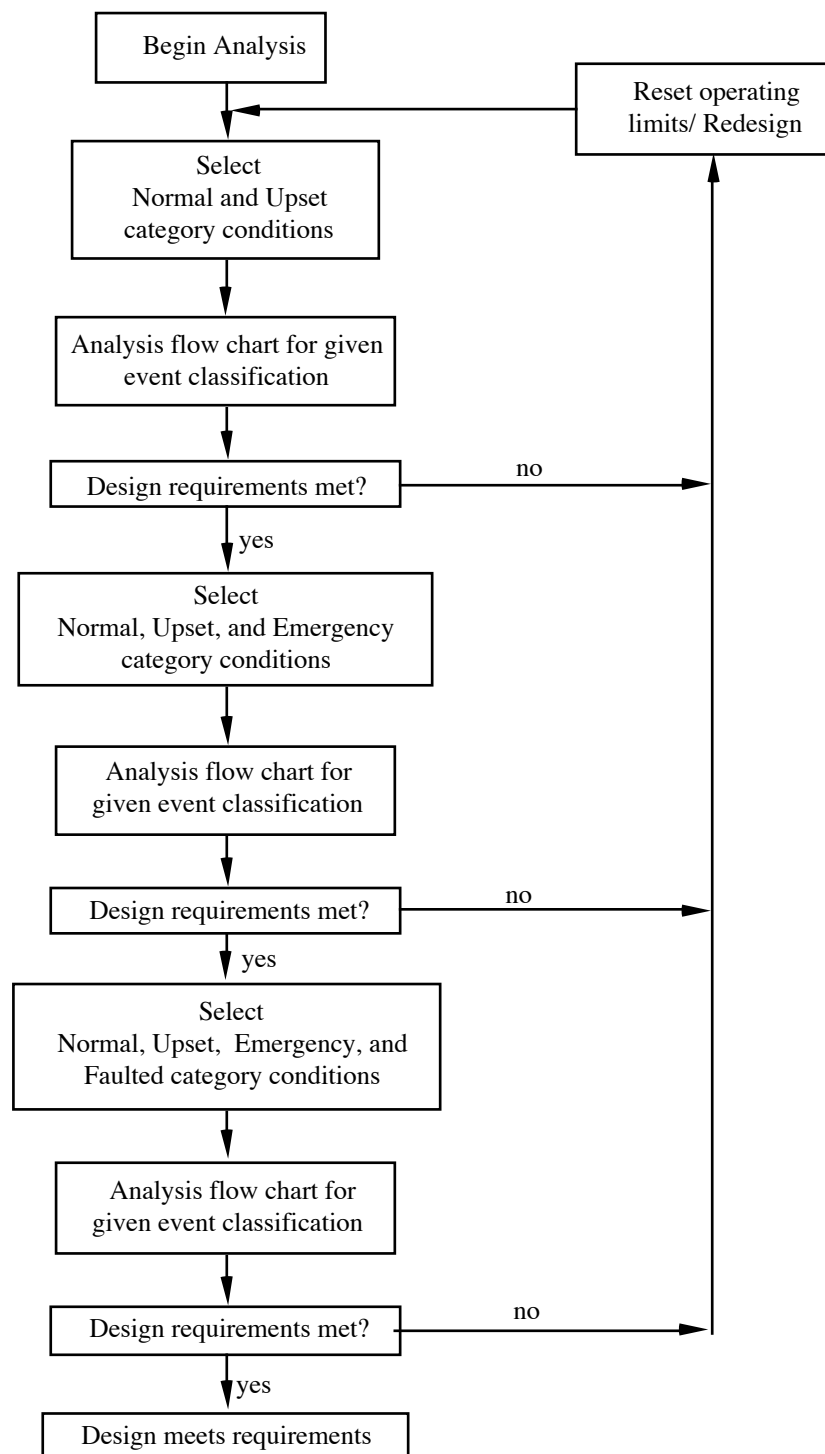 Begin Analysis
Reset operating
limits/ Redesign
Select
Normal and Upset
category conditions
Analysis flow chart for given
event classification
Design requirements met?
no
yes
Select
Normal, Upset, and Emergency
category conditions
Analysis flow chart for
given event classification
Design requirements met?
no
yes
Select
Normal, Upset, Emergency, and
Faulted category conditions
Analysis flow chart for
given event classification
Design requirements met?
no
yes
Design meets requirements